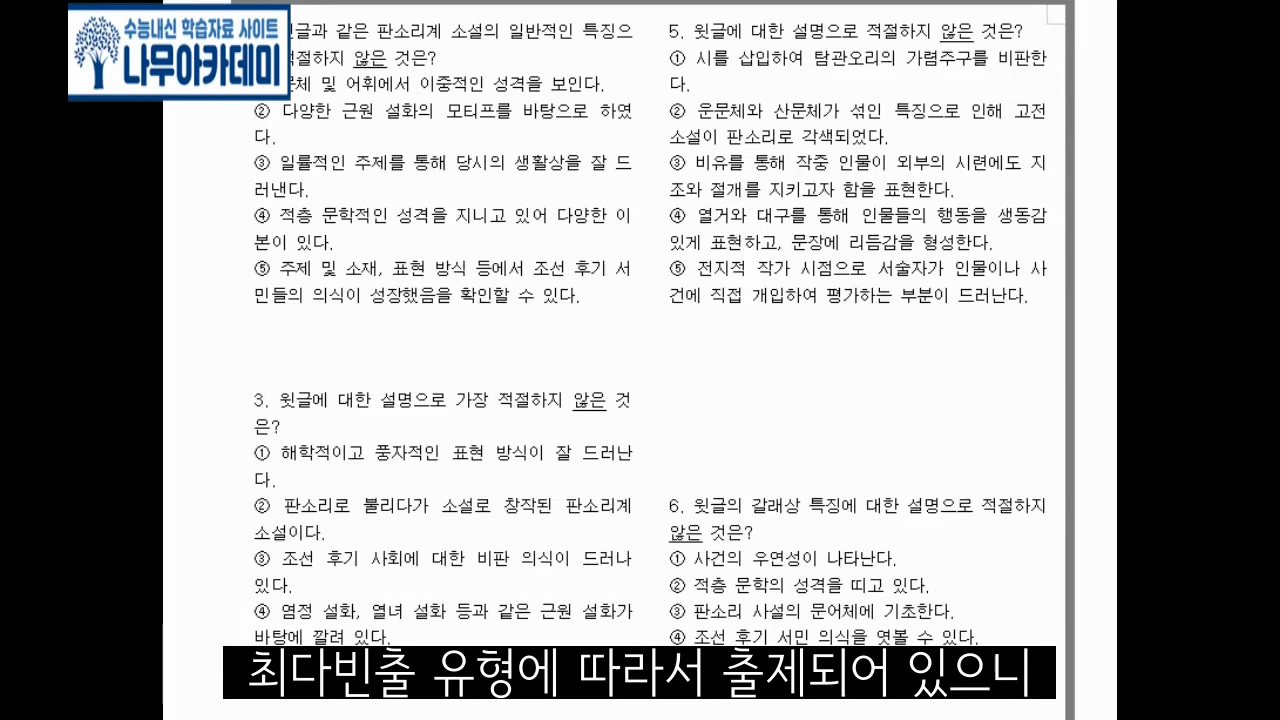 수능내신 학습자료 사이트
나무아카데미
윗글과 같은 판소리계 소설의 일반적인 특징으
적절하지 않은 것은?
문체 및 어휘에서 이중적인 성격을 보인다.
② 다양한 근원 설화의 모티프를 바탕으로 하였
다.
③ 일률적인 주제를 통해 당시의 생활상을 잘 드
러낸다.
④ 적층 문학적인 성격을 지니고 있어 다양한 이
본이 있다.
⑤ 주제 및 소재, 표현 방식 등에서 조선 후기 서
민들의 의식이 성장했음을 확인할 수 있다.
3. 윗글에 대한 설명으로 가장 적절하지 않은 것
은?
① 해학적이고 풍자적인 표현 방식이 잘 드러난
다.
② 판소리로 불리다가 소설로 창작된 판소리계
소설이다.
③ 조선 후기 사회에 대한 비판 의식이 드러나
있다.
④ 염정 설화, 열녀 설화 등과 같은 근원 설화가
바탕에 깔려 있다.
5. 윗글에 대한 설명으로 적절하지 않은 것은?
① 시를 삽입하여 탐관오리의 가렴주구를 비판한
다.
② 운문체와 산문체가 섞인 특징으로 인해 고전
소설이 판소리로 각색되었다.
③ 비유를 통해 작중 인물이 외부의 시련에도 지
조와 절개를 지키고자 함을 표현한다.
④ 열거와 대구를 통해 인물들의 행동을 생동감
있게 표현하고, 문장에 리듬감을 형성한다.
⑤ 전지적 작가 시점으로 서술자가 인물이나 사
건에 직접 개입하여 평가하는 부분이 드러난다.
6. 윗글의 갈래상 특징에 대한 설명으로 적절하지
않은 것은?
① 사건의 우연성이 나타난다.
② 적층 문학의 성격을 띠고 있다.
③ 판소리 사설의 문어체에 기초한다.
④ 조선 후기 서민 의식을 엿볼 수 있다.
최다빈출 유형에 따라서 출제되어 있으니